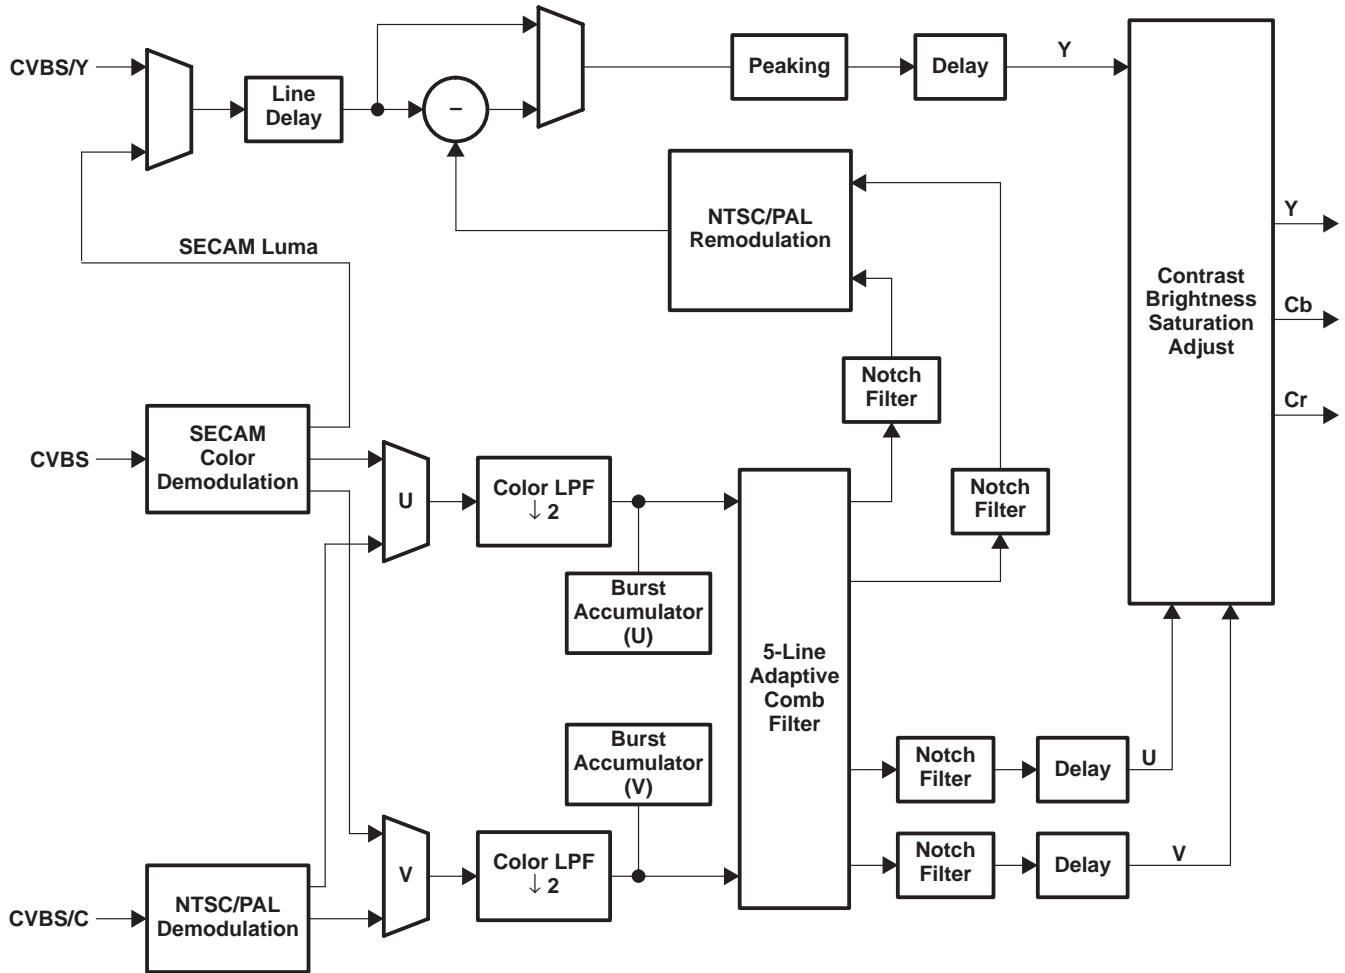 CVBS/Y
Line
Delay
–
Peaking
Delay
Y
NTSC/PAL
Remodulation
SECAM Luma
Contrast
Brightness
Saturation
Adjust
Y
Cb
Cr
Notch
Filter
Notch
Filter
CVBS
SECAM
Color
Demodulation
U
Color LPF
↓ 2
Burst
Accumulator
(U)
5-Line
Adaptive
Comb
Filter
Burst
Accumulator
(V)
Notch
Filter
Delay
U
Notch
Filter
Delay
V
CVBS/C
NTSC/PAL
Demodulation
V
Color LPF
↓ 2